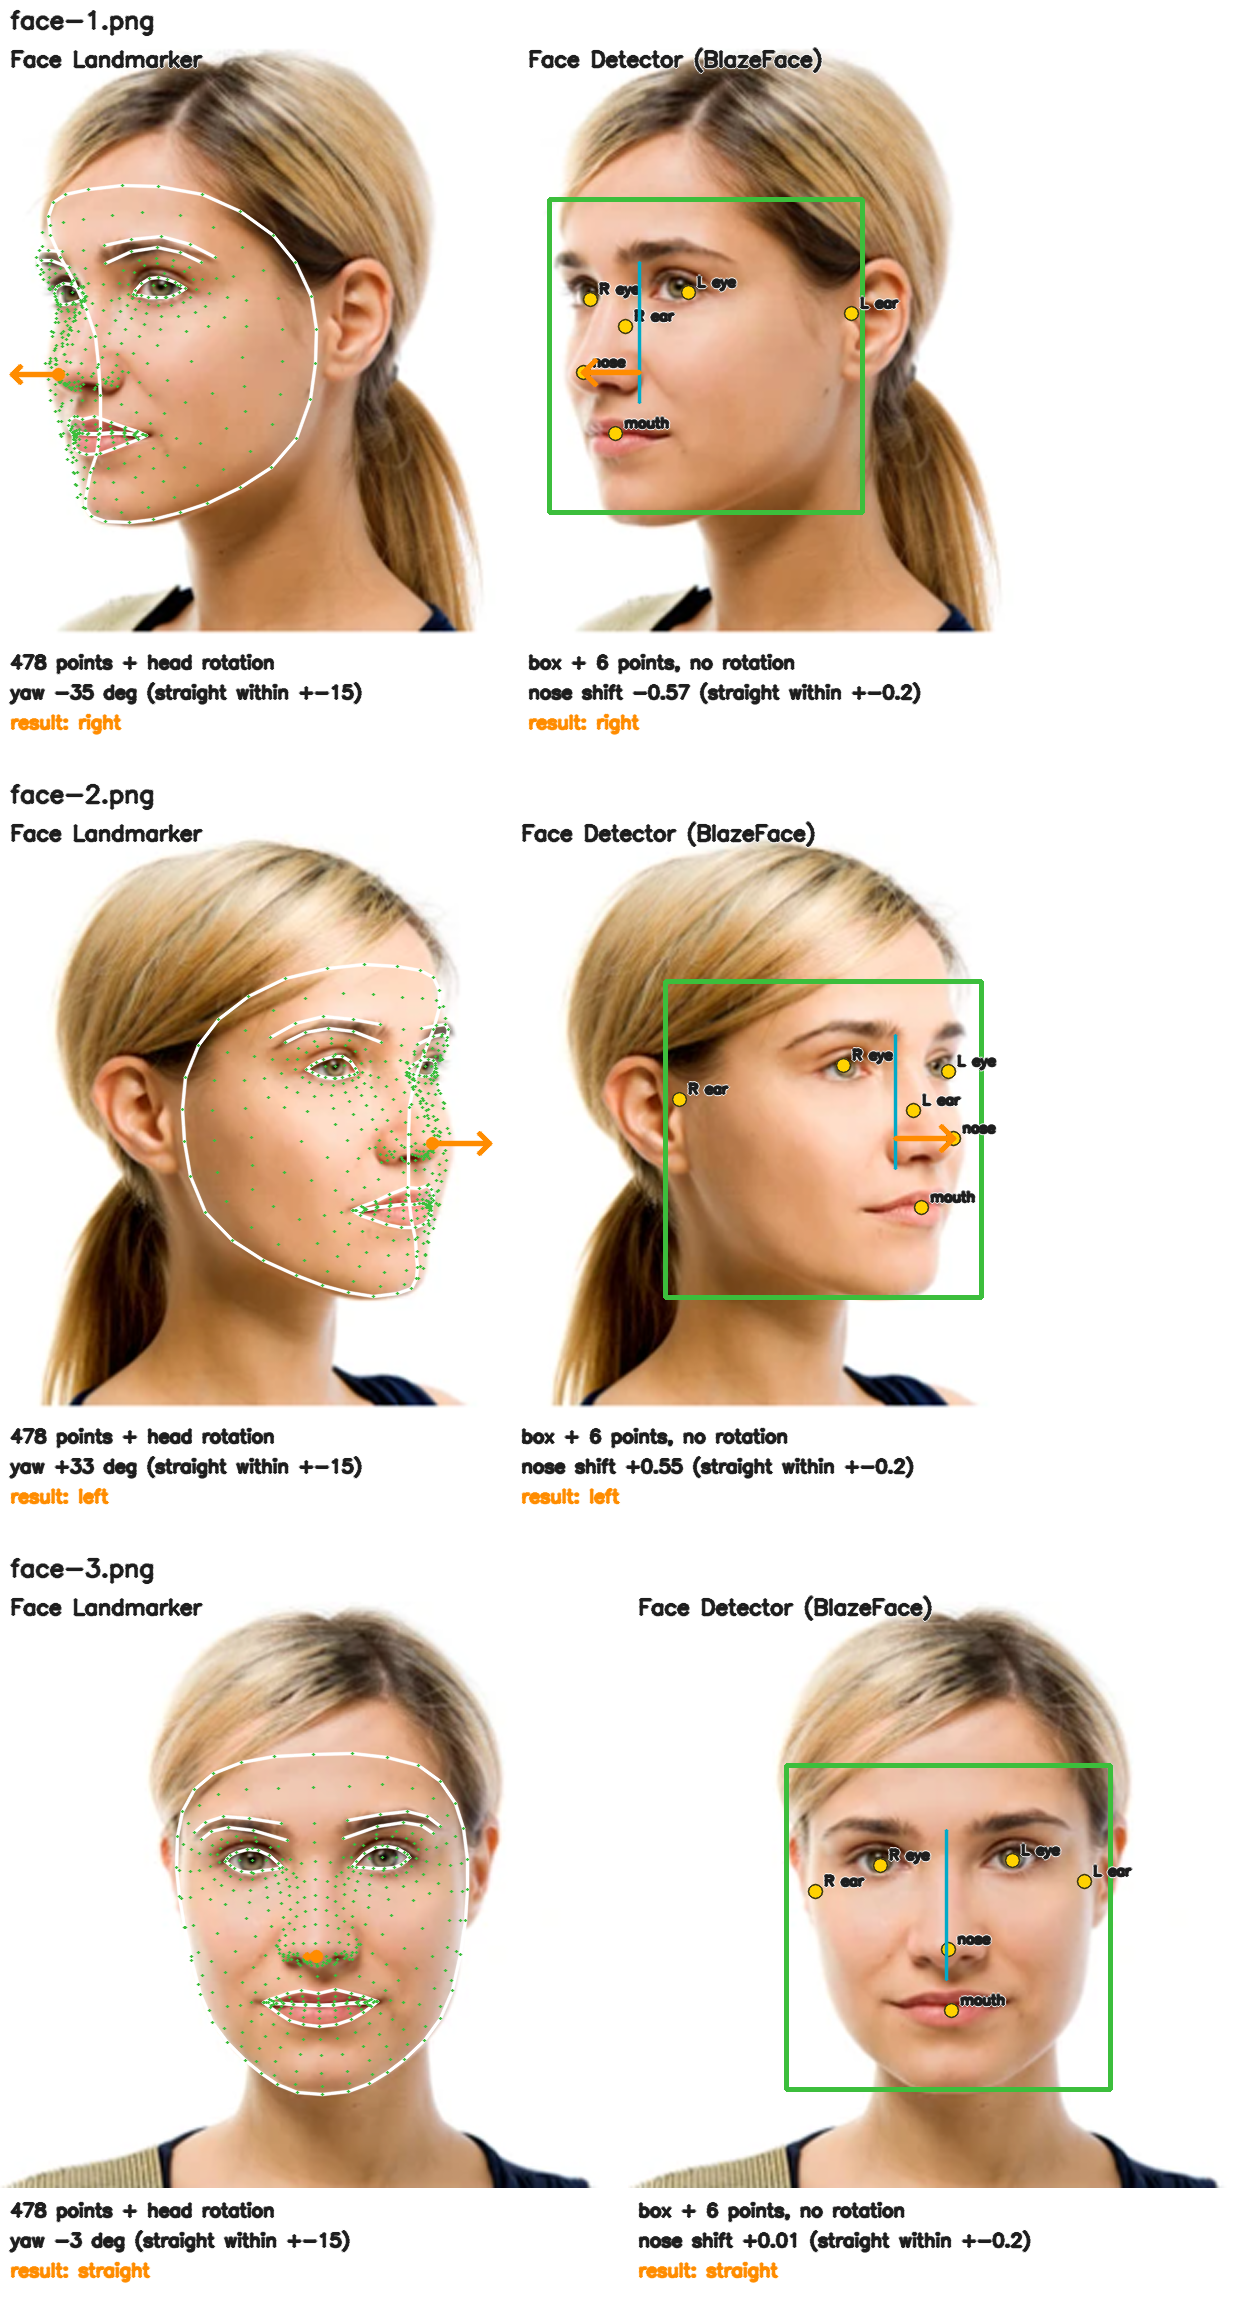 face-1.png
Face Landmarker
Face Detector (BlazeFace)
R eye
L eye
R ear
L ear
nose
mouth
478 points + head rotation
yaw -35 deg (straight within +-15)
result: right
box + 6 points, no rotation
nose shift -0.57 (straight within +-0.2)
result: right
face-2.png
Face Landmarker
Face Detector (BlazeFace)
R eye
L eye
R ear
L ear
nose
mouth
478 points + head rotation
yaw +33 deg (straight within +-15)
result: left
box + 6 points, no rotation
nose shift +0.55 (straight within +-0.2)
result: left
face-3.png
Face Landmarker
Face Detector (BlazeFace)
R eye
L eye
R ear
L ear
nose
mouth
478 points + head rotation
yaw -3 deg (straight within +-15)
result: straight
box + 6 points, no rotation
nose shift +0.01 (straight within +-0.2)
result: straight